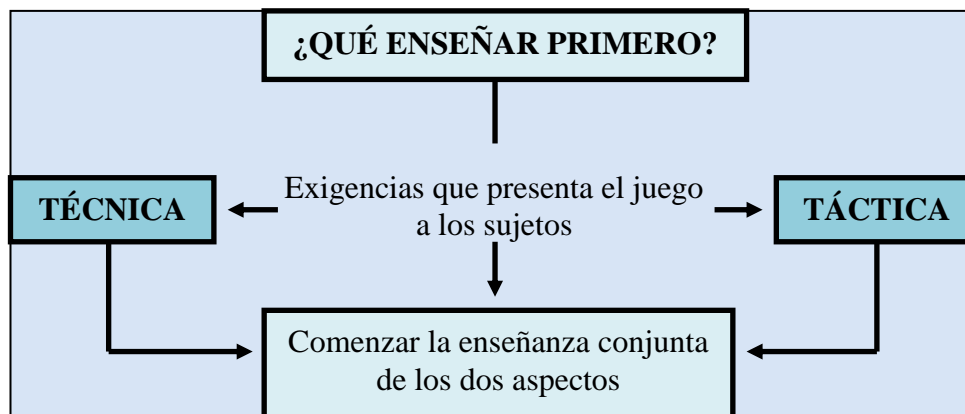 ¿QUÉ ENSEÑAR PRIMERO?
Exigencias que presenta el juego
a los sujetos
TÉCNICA
TÁCTICA
Comenzar la enseñanza conjunta
de los dos aspectos